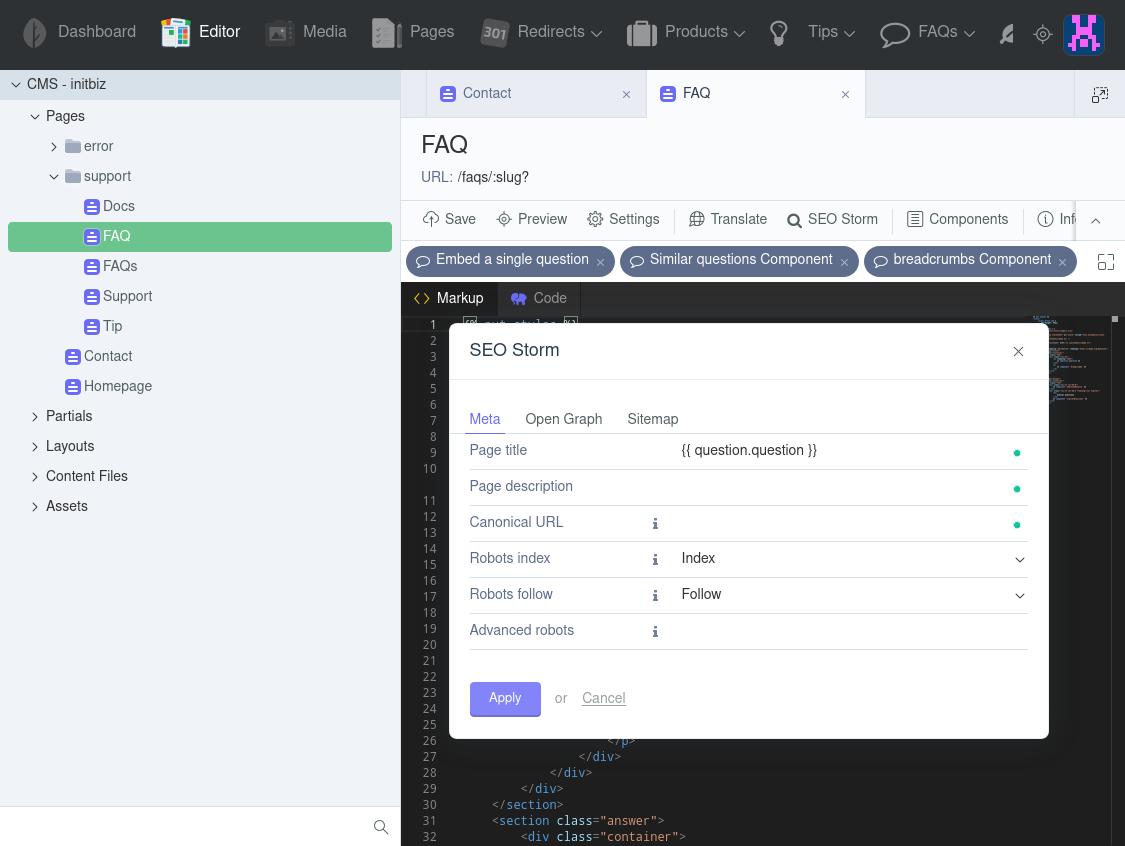 Dashboard Editor Media Pages 301 Redirects Products Tips FAQs
CMS - initbiz
Pages
error
support
Docs
FAQ
FAQs
Support
Tip
Contact
Homepage
Partials
Layouts
Content Files
Assets
Contact × FAQ ×
FAQ
URL: /faqs/:slug?
Save Preview Settings Translate SEO Storm Components Inf
Embed a single question × Similar questions Component × breadcrumbs Component ×
Markup Code
1
2
3
4
5
6
7
8
9
10
11
12
13
14
15
16
17
18
19
20
21
22
23
24
25
26 </p>
27 </div>
28 </div>
29 </div>
30 </section>
31 <section class="answer">
32 <div class="container">
SEO Storm ×
Meta Open Graph Sitemap
Page title {{ question.question }}
Page description
Canonical URL i
Robots index i Index
Robots follow i Follow
Advanced robots i
Apply or Cancel